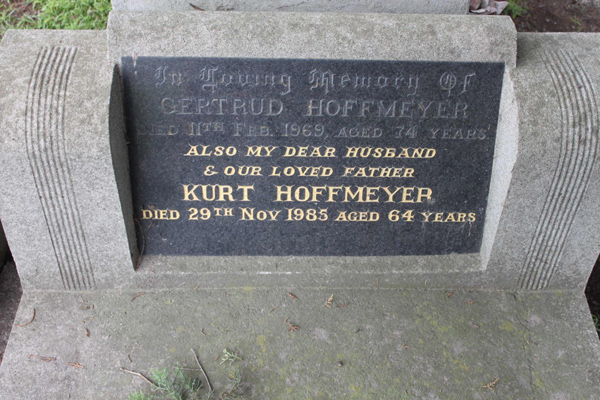 In Loving Memory Of
GERTRUD HOFFMEYER
DIED 11TH FEB. 1969, AGED 74 YEARS.
ALSO MY DEAR HUSBAND
& OUR LOVED FATHER
KURT HOFFMEYER
DIED 29TH NOV 1985 AGED 64 YEARS